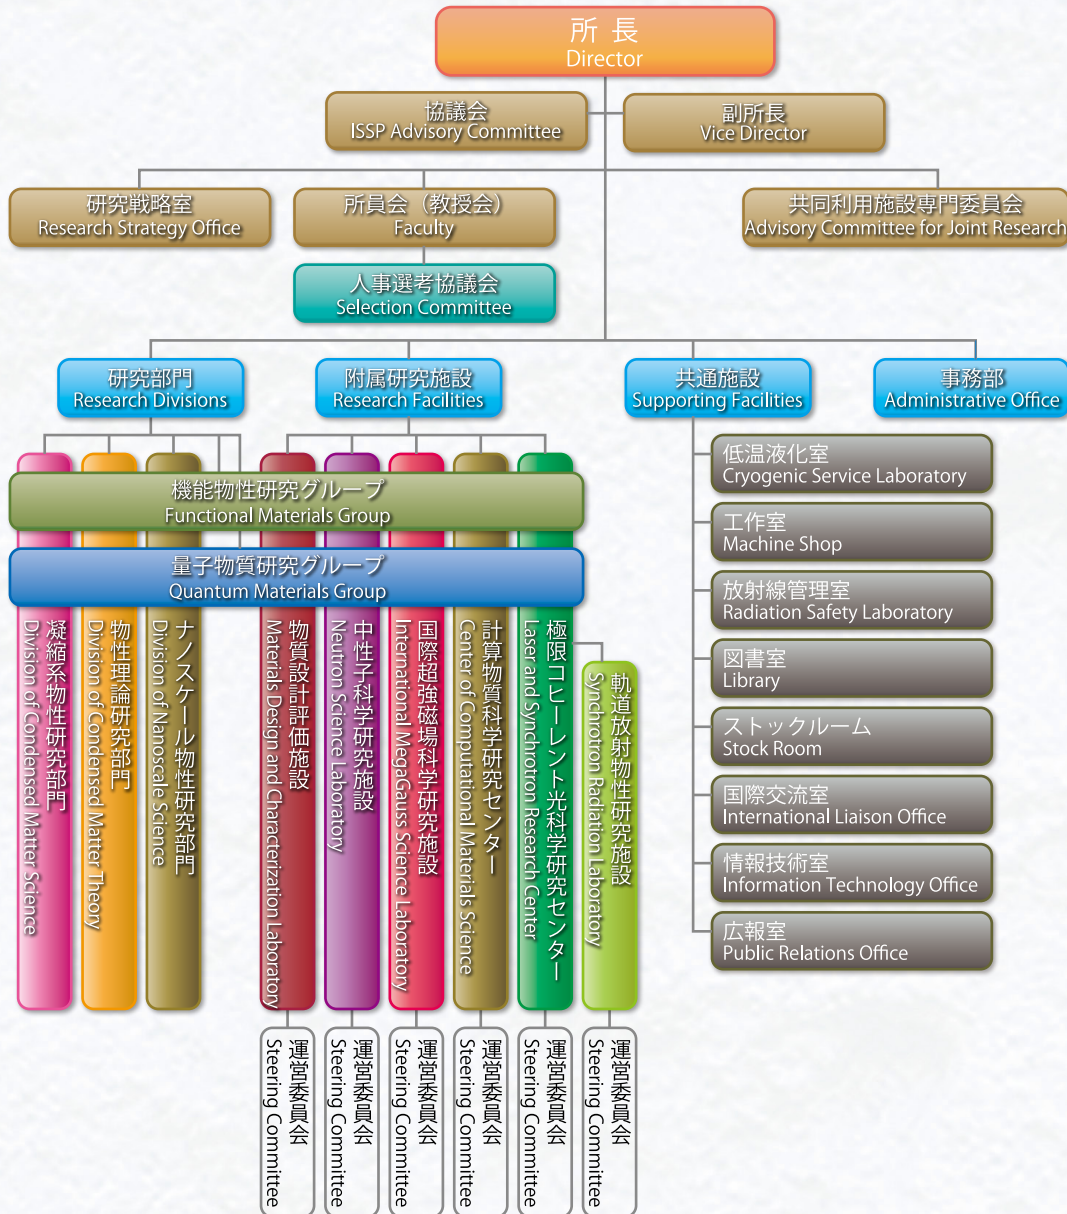 所 長
Director
協議会
ISSP Advisory Committee
副所長
Vice Director
研究戦略室
Research Strategy Office
所員会（教授会）
Faculty
共同利用施設専門委員会
Advisory Committee for Joint Research
人事選考協議会
Selection Committee
研究部門
Research Divisions
附属研究施設
Research Facilities
共通施設
Supporting Facilities
事務部
Administrative Office
機能物性研究グループ
Functional Materials Group
量子物質研究グループ
Quantum Materials Group
凝縮系物性研究部門
Division of Condensed Matter Science
物性理論研究部門
Division of Condensed Matter Theory
ナノスケール物性研究部門
Division of Nanoscale Science
物質設計評価施設
Materials Design and Characterization Laboratory
中性子科学研究施設
Neutron Science Laboratory
国際超強磁場科学研究施設
International MegaGauss Science Laboratory
計算物質科学研究センター
Center of Computational Materials Science
極限コヒーレント光科学研究センター
Laser and Synchrotron Research Center
軌道放射物性研究施設
Synchrotron Radiation Laboratory
低温液化室
Cryogenic Service Laboratory
工作室
Machine Shop
放射線管理室
Radiation Safety Laboratory
図書室
Library
ストックルーム
Stock Room
国際交流室
International Liaison Office
情報技術室
Information Technology Office
広報室
Public Relations Office
運営委員会
Steering Committee
運営委員会
Steering Committee
運営委員会
Steering Committee
運営委員会
Steering Committee
運営委員会
Steering Committee
運営委員会
Steering Committee